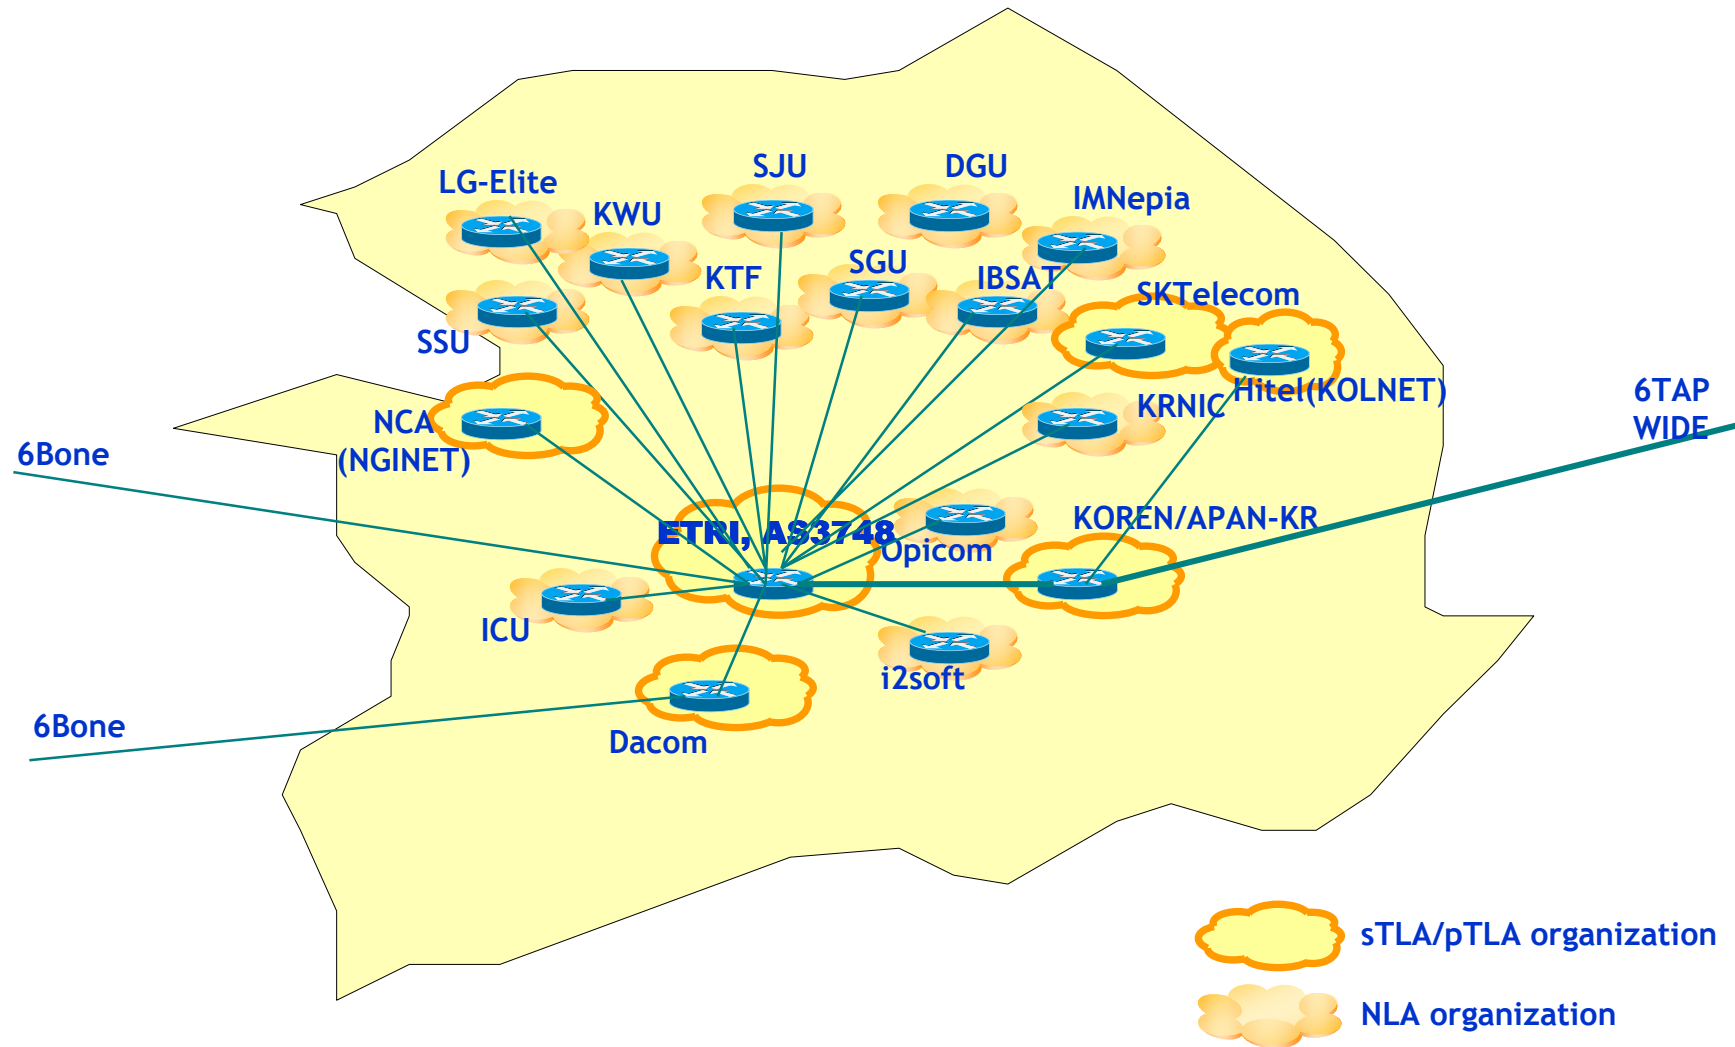 SJU
DGU
LG-Elite
IMNepia
KWU
SGU
KTF
IBSAT
SKTelecom
SSU
Hitel(KOLNET)
6TAP
WIDE
KRNIC
NCA
(NGINET)
6Bone
KOREN/APAN-KR
ETRI, AS3748
Opicom
ICU
i2soft
6Bone
Dacom
sTLA/pTLA organization
NLA organization